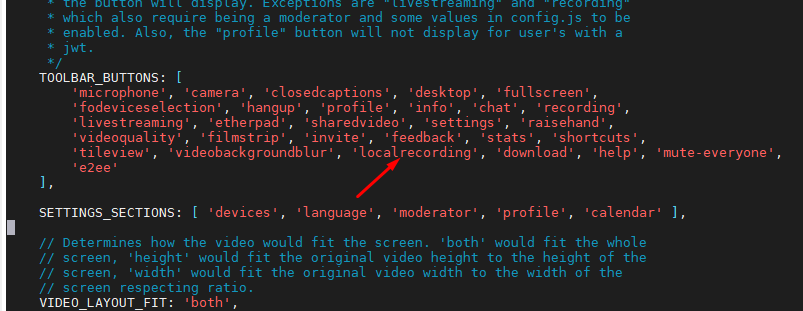 * the button will display. Exceptions are "livestreaming" and "recording"
* which also require being a moderator and some values in config.js to be
* enabled. Also, the "profile" button will not display for user's with a
* jwt.
*/
TOOLBAR_BUTTONS: [
'microphone', 'camera', 'closedcaptions', 'desktop', 'fullscreen',
'fodeviceselection', 'hangup', 'profile', 'info', 'chat', 'recording',
'livestreaming', 'etherpad', 'sharedvideo', 'settings', 'raisehand',
'videoquality', 'filmstrip', 'invite', 'feedback', 'stats', 'shortcuts',
'tileview', 'videobackgroundblur', 'localrecording', 'download', 'help', 'mute-everyone',
'e2ee'
],
SETTINGS_SECTIONS: [ 'devices', 'language', 'moderator', 'profile', 'calendar' ],
// Determines how the video would fit the screen. 'both' would fit the whole
// screen, 'height' would fit the original video height to the height of the
// screen, 'width' would fit the original video width to the width of the
// screen respecting ratio.
VIDEO_LAYOUT_FIT: 'both',